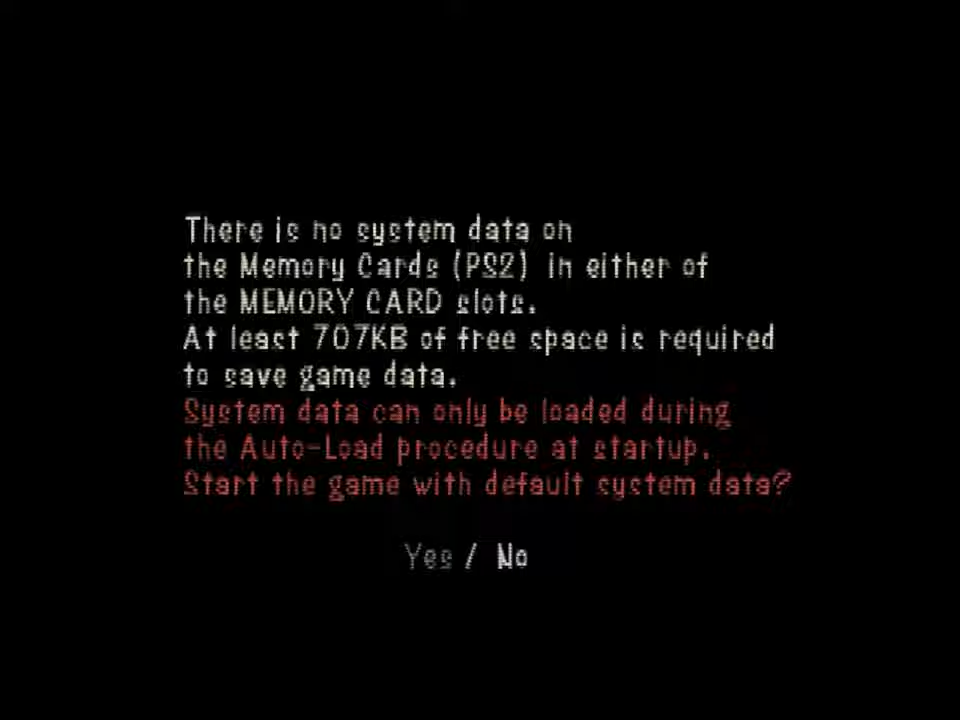 There is no system data on
the Memory Cards (PS2) in either of
the MEMORY CARD slots.
At least 707KB of free space is required
to save game data.
System data can only be loaded during
the Auto-Load procedure at startup.
Start the game with default system data?
Yes / No